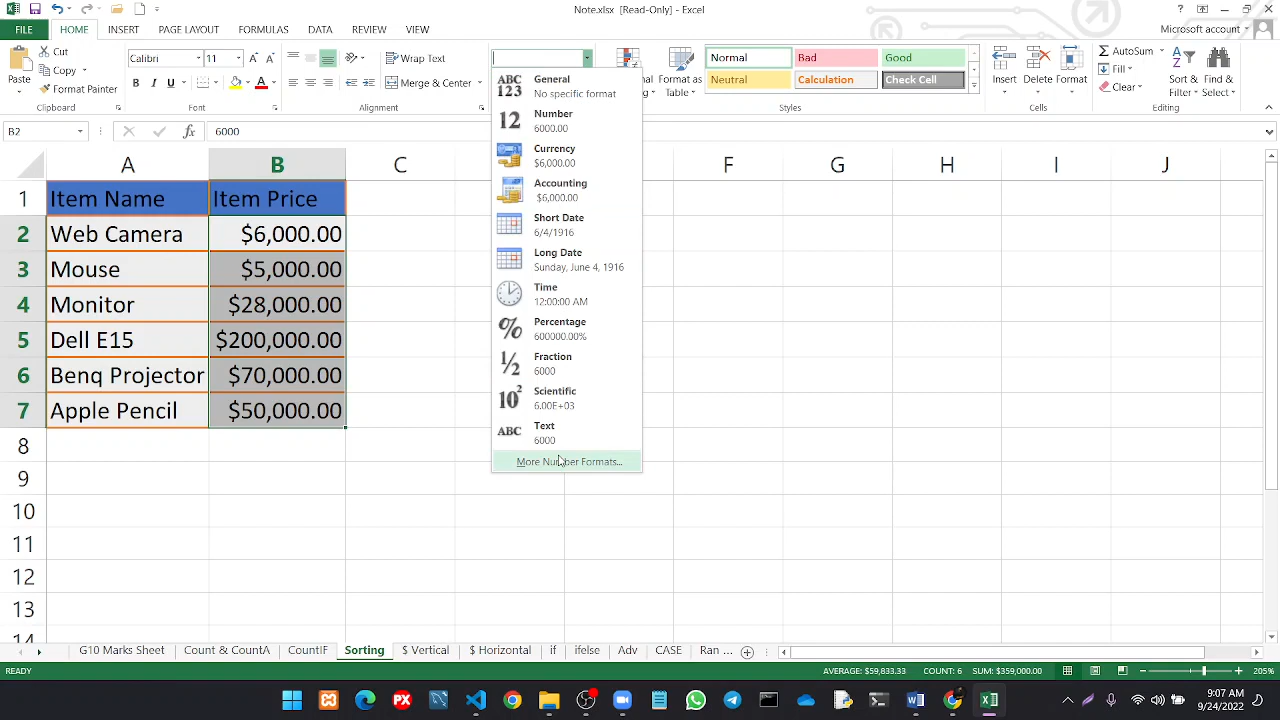 Note.xlsx [Read-Only] - Excel
FILE HOME INSERT PAGE LAYOUT FORMULAS DATA REVIEW VIEW Microsoft account
Paste
Cut
Copy
Format Painter
Clipboard
Calibri 11
B I U
Font
Wrap Text
Merge & Center
Alignment
Format as Table
Normal Bad Good
Neutral Calculation Check Cell
Styles
Insert Delete Format
Cells
AutoSum
Fill
Clear
Sort & Filter
Find & Select
Editing
General
No specific format
Number
6000.00
Currency
$6,000.00
Accounting
$6,000.00
Short Date
6/4/1916
Long Date
Sunday, June 4, 1916
Time
12:00:00 AM
Percentage
600000.00%
Fraction
6000
Scientific
6.00E+03
Text
6000
More Number Formats...
B2 fx 6000
A B C F G H I J
1 Item Name Item Price
2 Web Camera $6,000.00
3 Mouse $5,000.00
4 Monitor $28,000.00
5 Dell E15 $200,000.00
6 Benq Projector $70,000.00
7 Apple Pencil $50,000.00
8
9
10
11
12
13
14
G10 Marks Sheet Count & CountA CountIF Sorting $ Vertical $ Horizontal if ifelse Adv CASE Ran ...
READY AVERAGE: $59,833.33 COUNT: 6 SUM: $359,000.00 205%
9:07 AM
9/24/2022